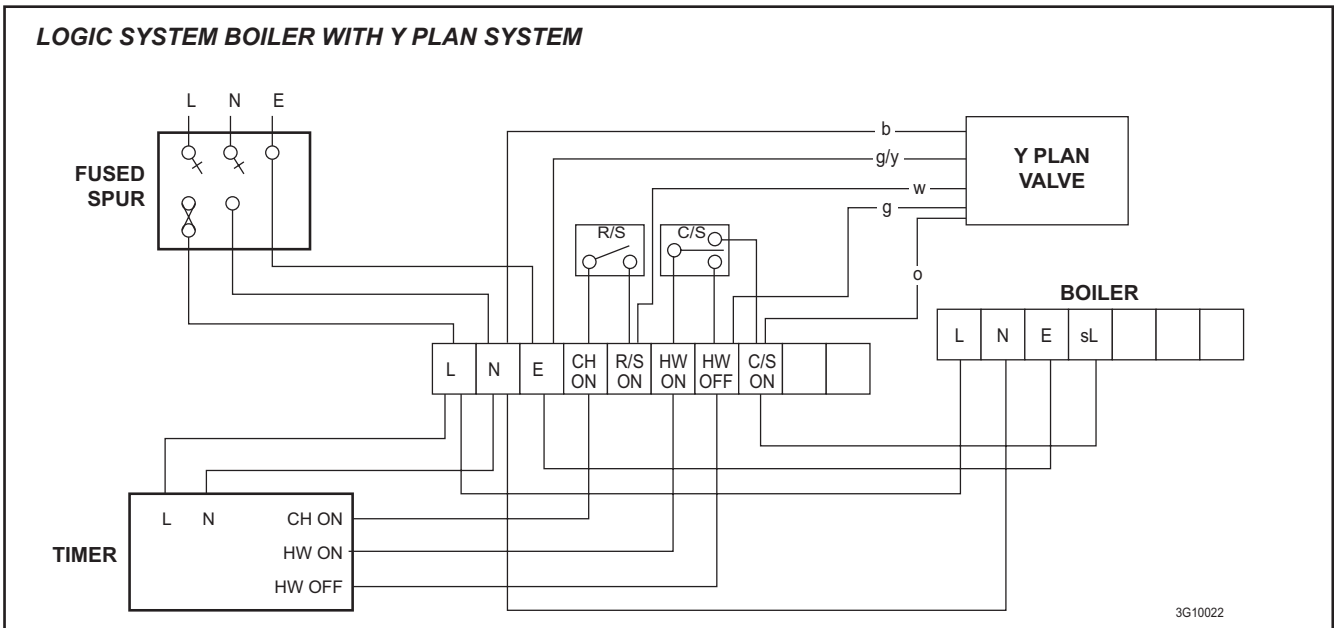 LOGIC SYSTEM BOILER WITH Y PLAN SYSTEM
L N E
FUSED
SPUR
b
g/y
w
g
o
Y PLAN
VALVE
R/S
C/S
BOILER
L N E sL
L N E CH ON R/S ON HW ON HW OFF C/S ON
TIMER
L N CH ON
HW ON
HW OFF
3G10022